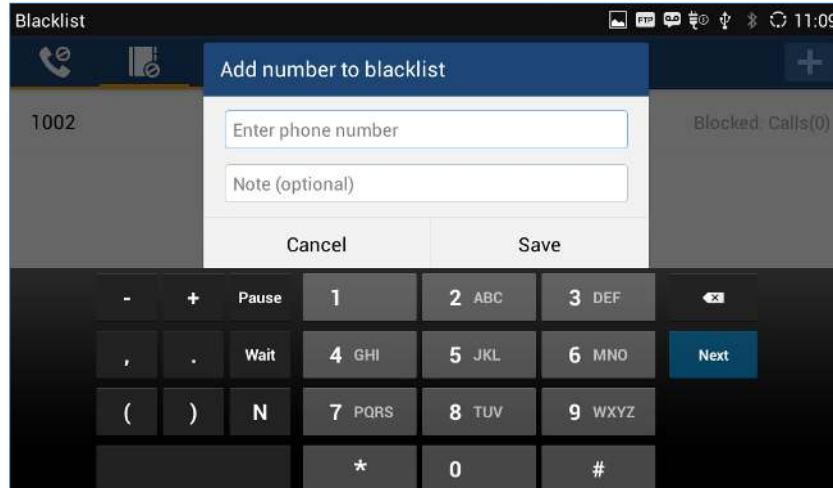 Blacklist FTP 11:09
Add number to blacklist
1002 Enter phone number Blocked: Calls(0)
Note (optional)
Cancel Save
- + Pause 1 2 ABC 3 DEF
, . Wait 4 GHI 5 JKL 6 MNO Next
( ) N 7 PQRS 8 TUV 9 WXYZ
* 0 #